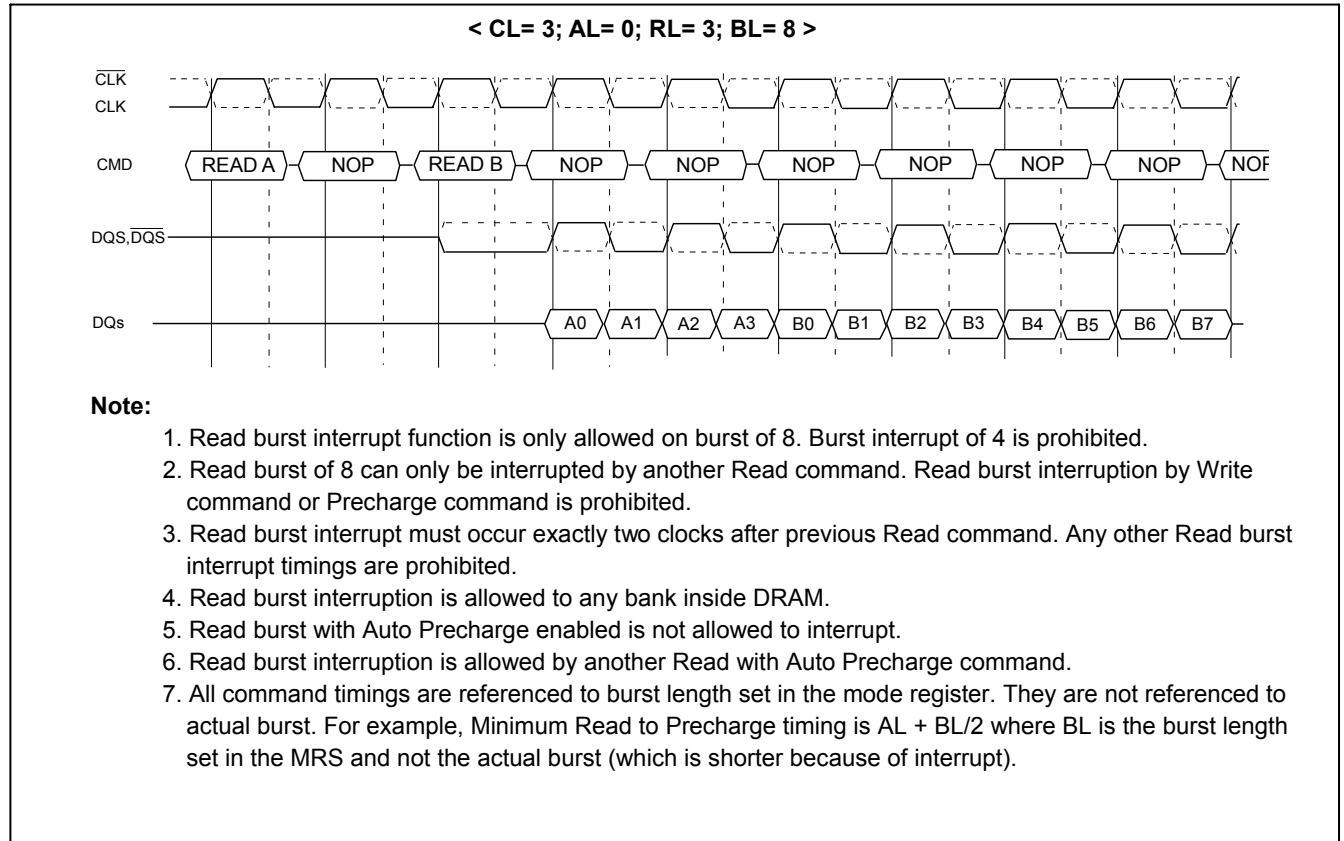 < CL= 3; AL= 0; RL= 3; BL= 8 >
CLK
CLK
CMD READ A NOP READ B NOP NOP NOP NOP NOP NOP NOP
DQS,DQS
DQs A0 A1 A2 A3 B0 B1 B2 B3 B4 B5 B6 B7
Note:
1. Read burst interrupt function is only allowed on burst of 8. Burst interrupt of 4 is prohibited.
2. Read burst of 8 can only be interrupted by another Read command. Read burst interruption by Write
command or Precharge command is prohibited.
3. Read burst interrupt must occur exactly two clocks after previous Read command. Any other Read burst
interrupt timings are prohibited.
4. Read burst interruption is allowed to any bank inside DRAM.
5. Read burst with Auto Precharge enabled is not allowed to interrupt.
6. Read burst interruption is allowed by another Read with Auto Precharge command.
7. All command timings are referenced to burst length set in the mode register. They are not referenced to
actual burst. For example, Minimum Read to Precharge timing is AL + BL/2 where BL is the burst length
set in the MRS and not the actual burst (which is shorter because of interrupt).